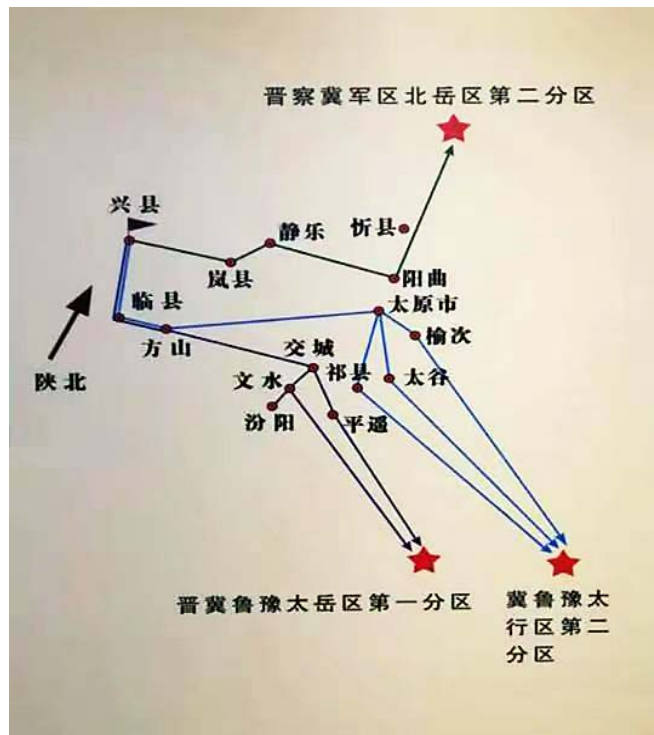 晋察冀军区北岳区第二分区
兴县
静乐
忻县
岚县
阳曲
临县
太原市
方山
榆次
交城
陕北
文水
祁县
太谷
汾阳
平遥
晋冀鲁豫太岳区第一分区
冀鲁豫太
行区第二
分区